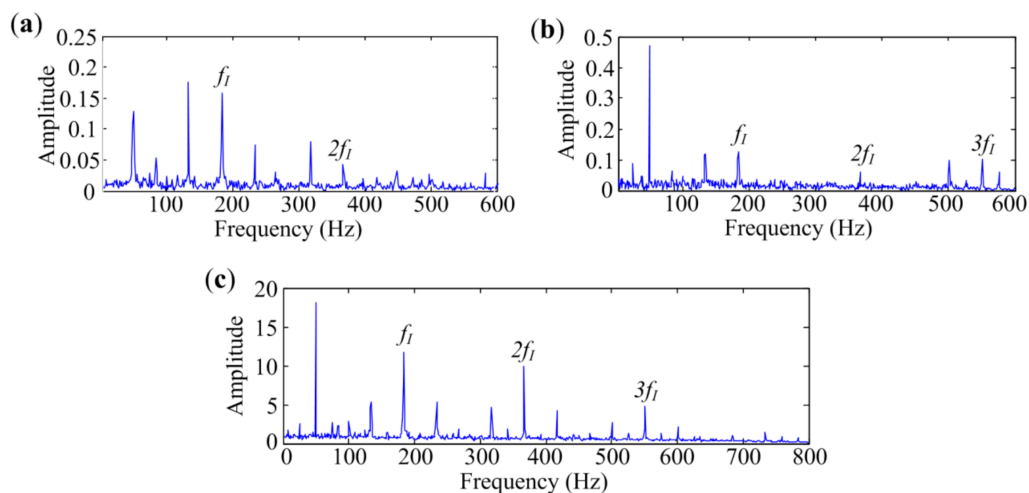 (a)
0.25
0.2
0.15
0.1
0.05
0
Amplitude
f_I
2f_I
100 200 300 400 500 600
Frequency (Hz)
(b)
0.5
0.4
0.3
0.2
0.1
0
Amplitude
f_I
2f_I
3f_I
100 200 300 400 500 600
Frequency (Hz)
(c)
20
15
10
5
0
Amplitude
f_I
2f_I
3f_I
0 100 200 300 400 500 600 700 800
Frequency (Hz)